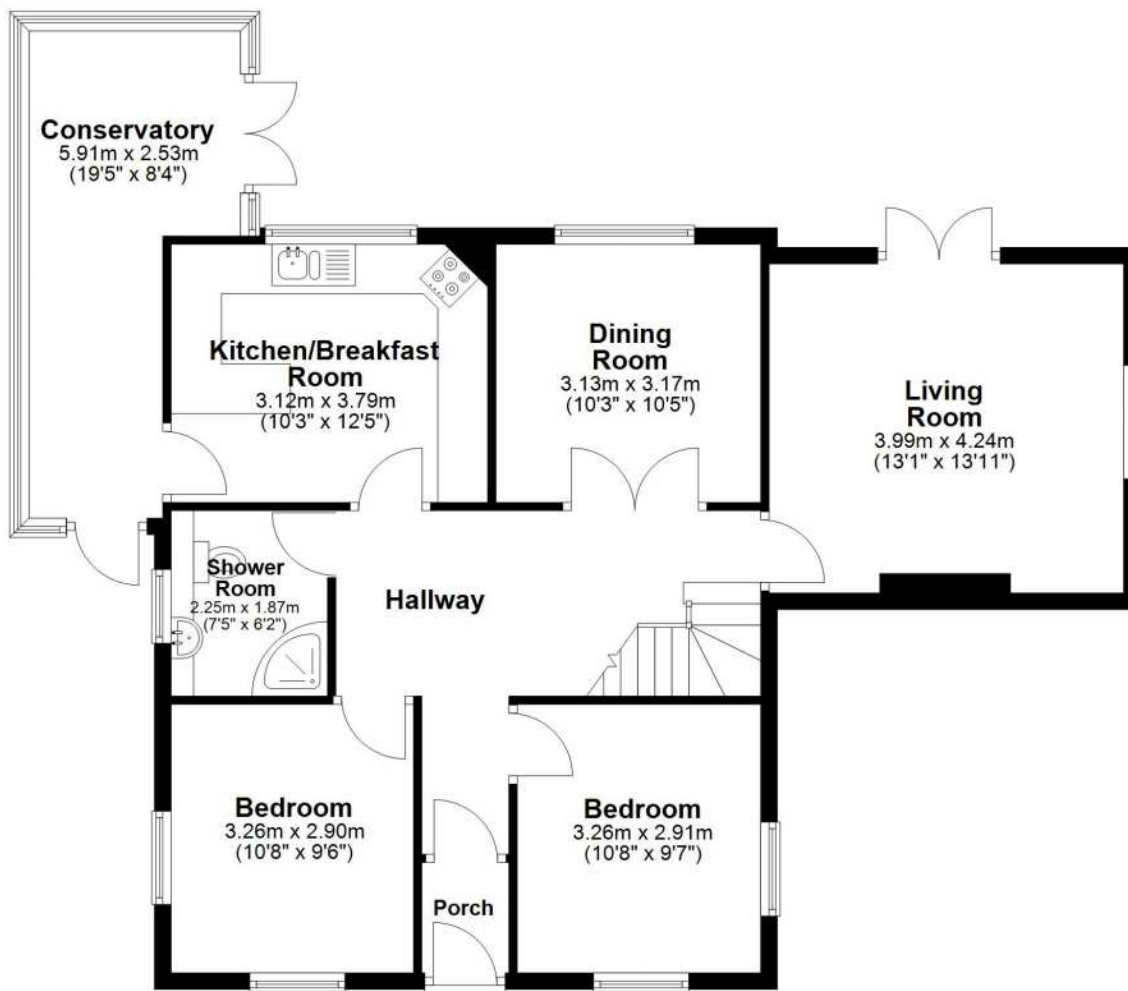 Conservatory
5.91m x 2.53m
(19'5" x 8'4")
Kitchen/Breakfast
Room
3.12m x 3.79m
(10'3" x 12'5")
Dining
Room
3.13m x 3.17m
(10'3" x 10'5")
Living
Room
3.99m x 4.24m
(13'1" x 13'11")
Shower
Room
2.25m x 1.87m
(7'5" x 6'2")
Hallway
Bedroom
3.26m x 2.90m
(10'8" x 9'6")
Bedroom
3.26m x 2.91m
(10'8" x 9'7")
Porch